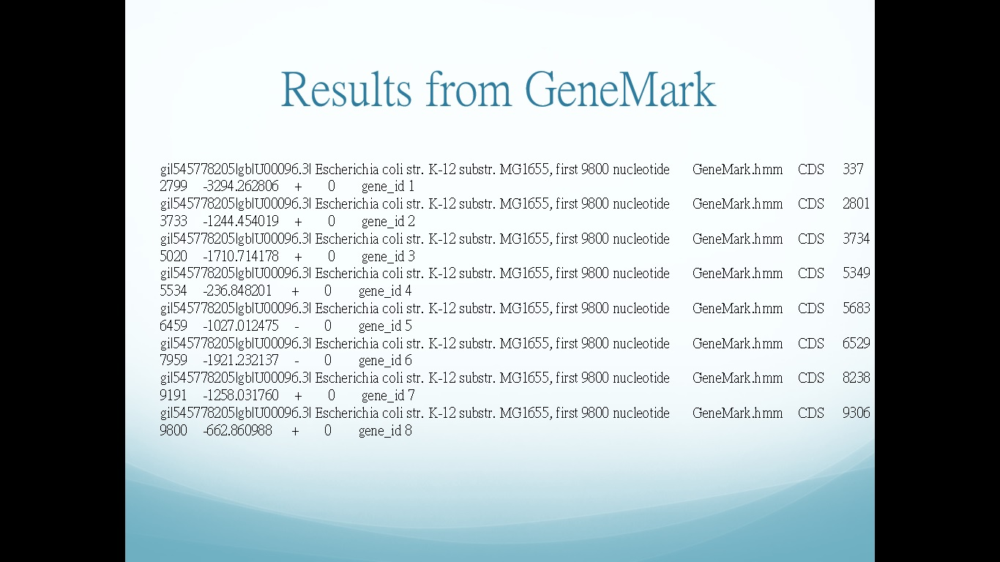 Results from GeneMark
gi|545778205|gb|U00096.3| Escherichia coli str. K-12 substr. MG1655, first 9800 nucleotide GeneMark.hmm CDS 337
2799 -3294.262806 + 0 gene_id 1
gi|545778205|gb|U00096.3| Escherichia coli str. K-12 substr. MG1655, first 9800 nucleotide GeneMark.hmm CDS 2801
3733 -1244.454019 + 0 gene_id 2
gi|545778205|gb|U00096.3| Escherichia coli str. K-12 substr. MG1655, first 9800 nucleotide GeneMark.hmm CDS 3734
5020 -1710.714178 + 0 gene_id 3
gi|545778205|gb|U00096.3| Escherichia coli str. K-12 substr. MG1655, first 9800 nucleotide GeneMark.hmm CDS 5349
5534 -236.848201 + 0 gene_id 4
gi|545778205|gb|U00096.3| Escherichia coli str. K-12 substr. MG1655, first 9800 nucleotide GeneMark.hmm CDS 5683
6459 -1027.012475 - 0 gene_id 5
gi|545778205|gb|U00096.3| Escherichia coli str. K-12 substr. MG1655, first 9800 nucleotide GeneMark.hmm CDS 6529
7959 -1921.232137 - 0 gene_id 6
gi|545778205|gb|U00096.3| Escherichia coli str. K-12 substr. MG1655, first 9800 nucleotide GeneMark.hmm CDS 8238
9191 -1258.031760 + 0 gene_id 7
gi|545778205|gb|U00096.3| Escherichia coli str. K-12 substr. MG1655, first 9800 nucleotide GeneMark.hmm CDS 9306
9800 -662.860988 + 0 gene_id 8